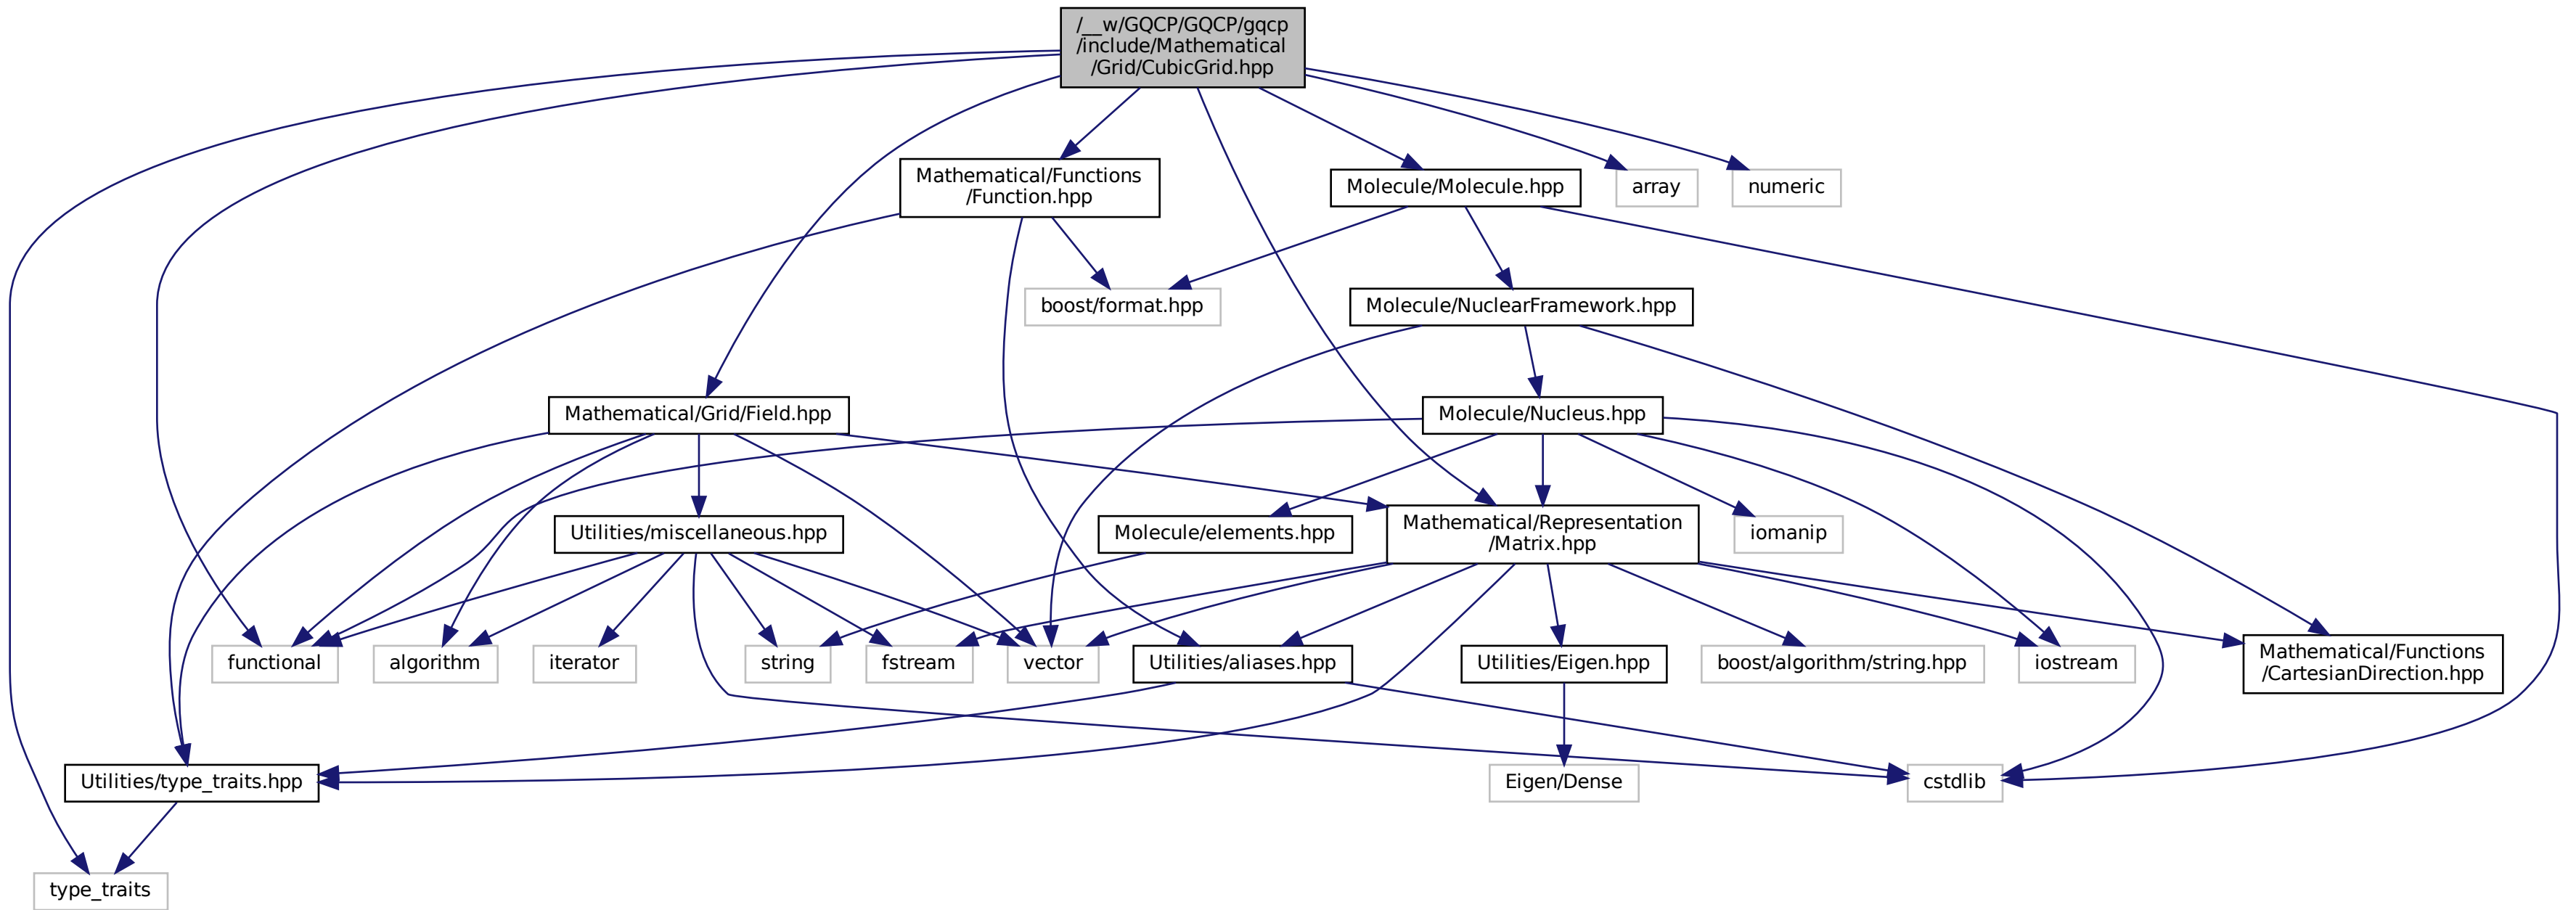 /__w/GQCP/GQCP/gqcp
/include/Mathematical
/Grid/CubicGrid.hpp
Mathematical/Functions
/Function.hpp
Molecule/Molecule.hpp
array
numeric
boost/format.hpp
Molecule/NuclearFramework.hpp
Mathematical/Grid/Field.hpp
Molecule/Nucleus.hpp
Utilities/miscellaneous.hpp
Molecule/elements.hpp
Mathematical/Representation
/Matrix.hpp
iomanip
functional
algorithm
iterator
string
fstream
vector
Utilities/aliases.hpp
Utilities/Eigen.hpp
boost/algorithm/string.hpp
iostream
Mathematical/Functions
/CartesianDirection.hpp
Utilities/type_traits.hpp
Eigen/Dense
cstdlib
type_traits